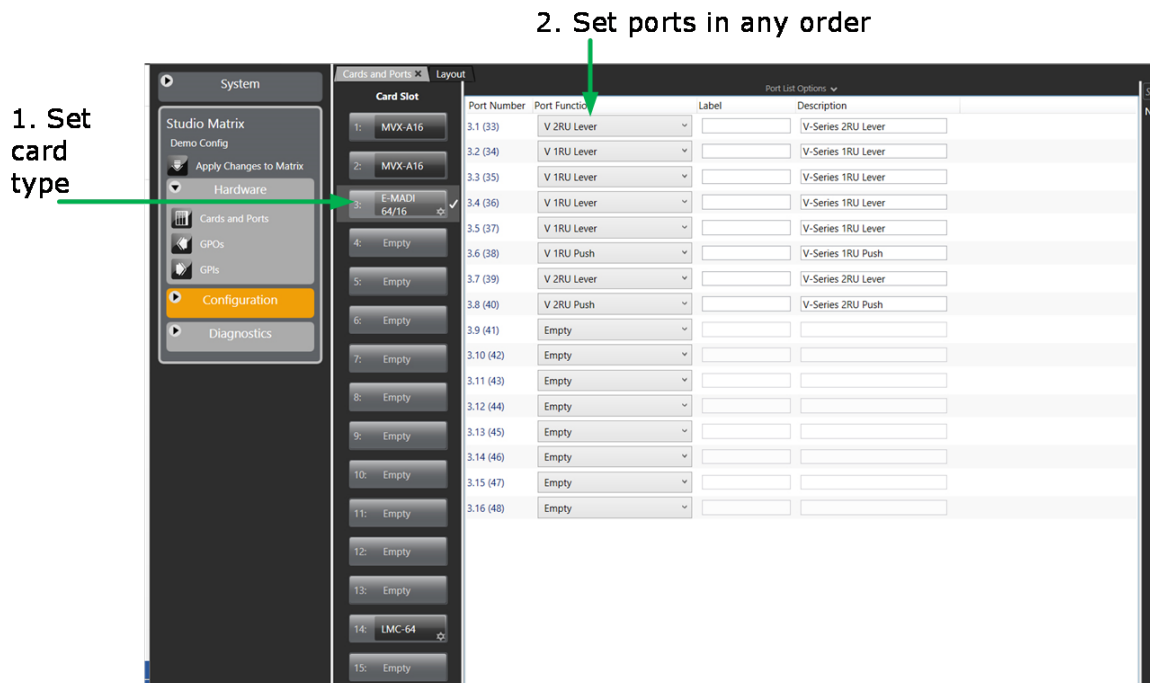 2. Set ports in any order
1. Set
card
type
System
Studio Matrix
Demo Config
Apply Changes to Matrix
Hardware
Cards and Ports
GPOs
GPIs
Configuration
Diagnostics
Cards and Ports ✕ Layout
Card Slot
1: MVX-A16
2: MVX-A16
3: E-MADI
64/16
4: Empty
5: Empty
6: Empty
7: Empty
8: Empty
9: Empty
10: Empty
11: Empty
12: Empty
13: Empty
14: LMC-64
15: Empty
Port List Options
Port Number Port Function Label Description
3.1 (33) V 2RU Lever V-Series 2RU Lever
3.2 (34) V 1RU Lever V-Series 1RU Lever
3.3 (35) V 1RU Lever V-Series 1RU Lever
3.4 (36) V 1RU Lever V-Series 1RU Lever
3.5 (37) V 1RU Lever V-Series 1RU Lever
3.6 (38) V 1RU Push V-Series 1RU Push
3.7 (39) V 2RU Lever V-Series 2RU Lever
3.8 (40) V 2RU Push V-Series 2RU Push
3.9 (41) Empty
3.10 (42) Empty
3.11 (43) Empty
3.12 (44) Empty
3.13 (45) Empty
3.14 (46) Empty
3.15 (47) Empty
3.16 (48) Empty